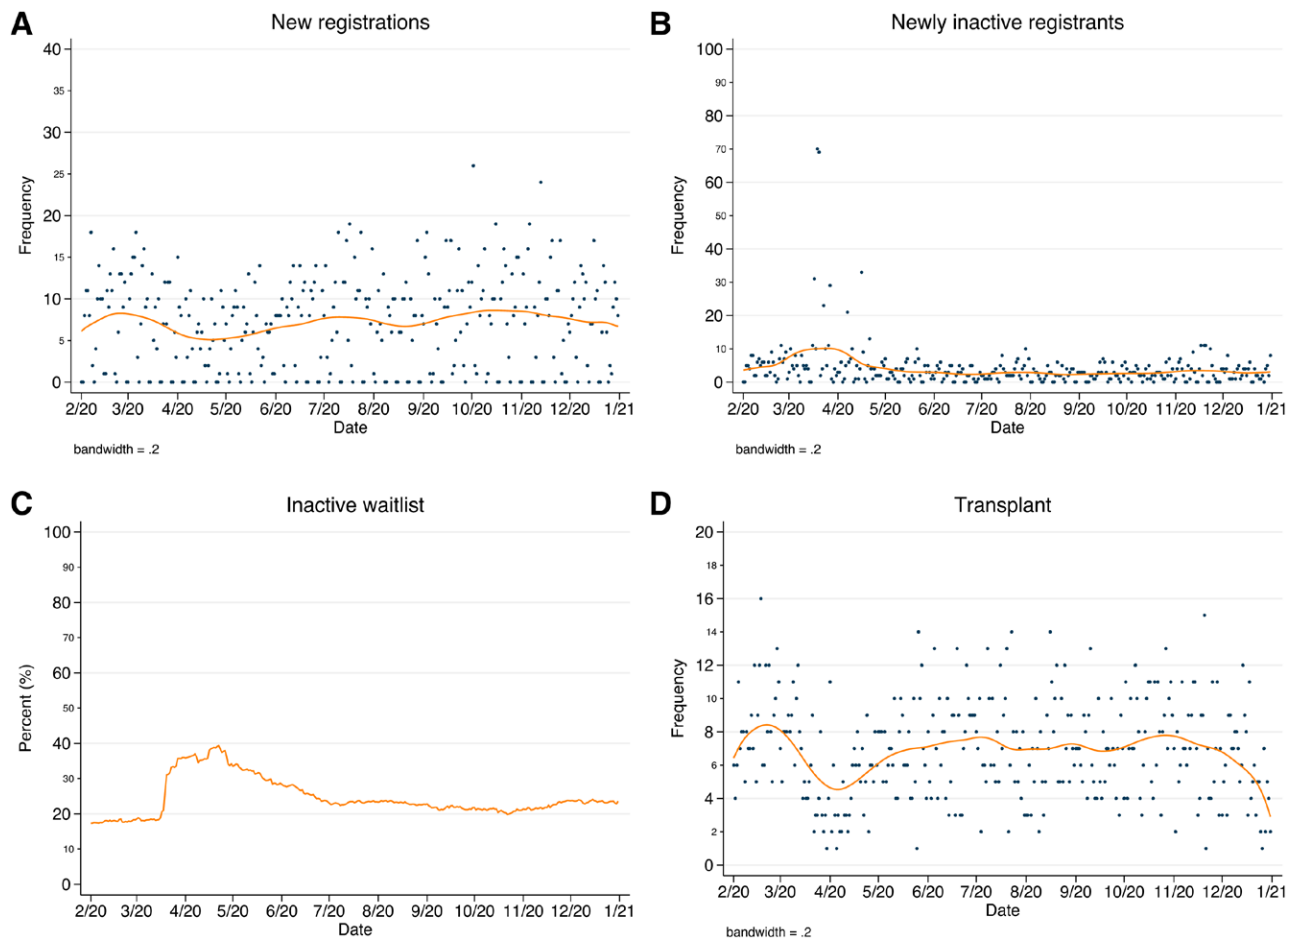 A
New registrations
40
35
30
25
20
15
10
5
0
Frequency
2/20 3/20 4/20 5/20 6/20 7/20 8/20 9/20 10/20 11/20 12/20 1/21
Date
bandwidth = .2
B
Newly inactive registrants
100
90
80
70
60
50
40
30
20
10
0
Frequency
2/20 3/20 4/20 5/20 6/20 7/20 8/20 9/20 10/20 11/20 12/20 1/21
Date
bandwidth = .2
C
Inactive waitlist
100
90
80
70
60
50
40
30
20
10
0
Percent (%)
2/20 3/20 4/20 5/20 6/20 7/20 8/20 9/20 10/20 11/20 12/20 1/21
Date
D
Transplant
20
18
16
14
12
10
8
6
4
2
0
Frequency
2/20 3/20 4/20 5/20 6/20 7/20 8/20 9/20 10/20 11/20 12/20 1/21
Date
bandwidth = .2